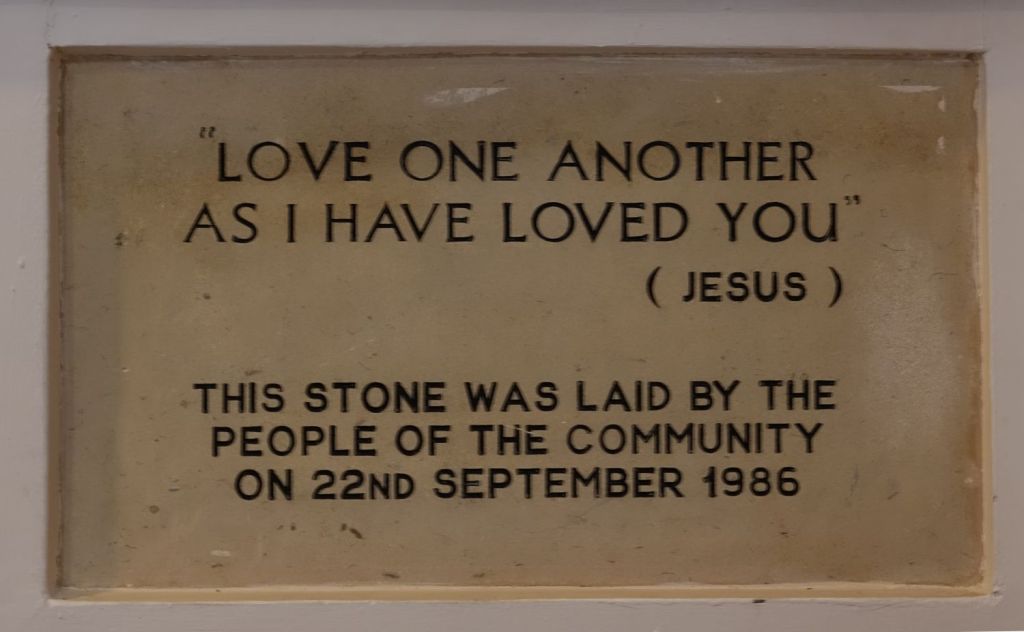 "LOVE ONE ANOTHER
AS I HAVE LOVED YOU"
( JESUS )
THIS STONE WAS LAID BY THE
PEOPLE OF THE COMMUNITY
ON 22ND SEPTEMBER 1986